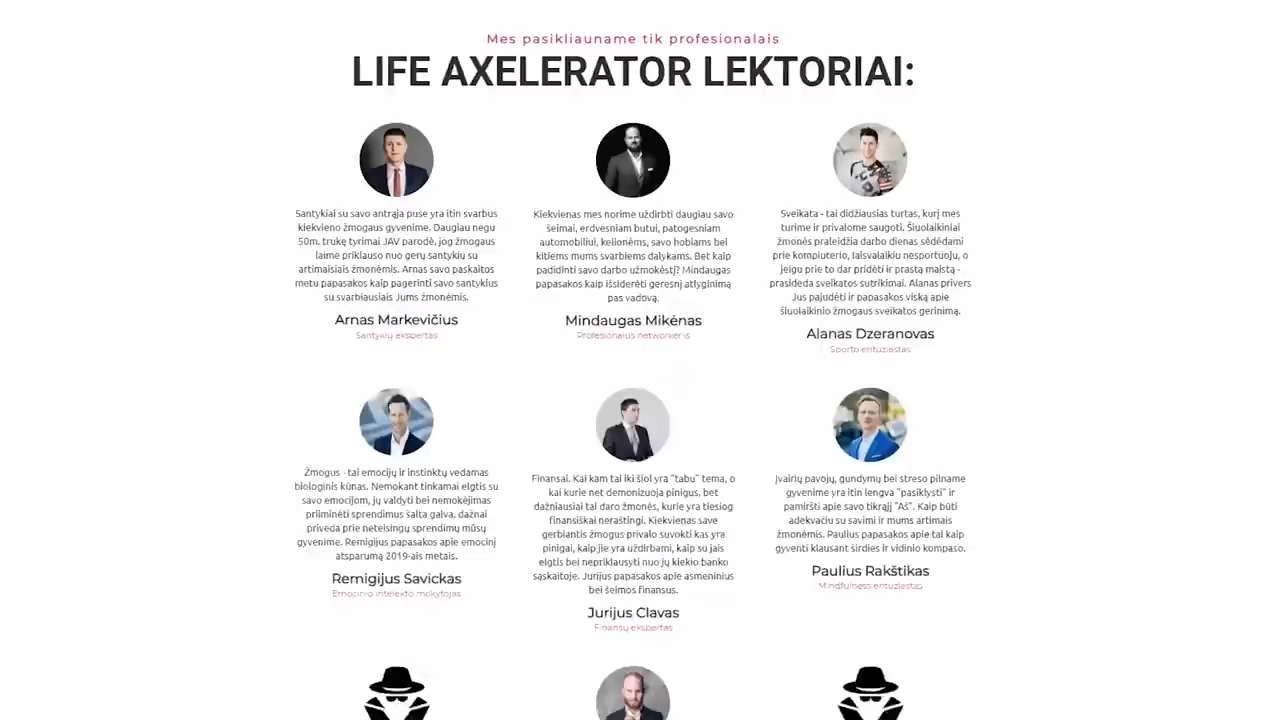 Mes pasikliauname tik profesionalais
LIFE AXELERATOR LEKTORIAI:
Santykiai su savo antrąja puse yra itin svarbus
kiekvieno žmogaus gyvenime. Daugiau negu
50m. trukę tyrimai JAV parodė, jog žmogaus
laimė priklauso nuo gerų santykių su
artimaisiais žmonėmis. Arnas savo paskaitos
metu papasakos kaip pagerinti savo santykius
su svarbiausiais Jums žmonėmis.
Arnas Markevičius
Santykių ekspertas
Kiekvienas mes norime uždirbti daugiau savo
šeimai, erdvesniam butui, patogesniam
automobiliui, kelionėms, savo hobiams bei
kitiems mums svarbiems dalykams. Bet kaip
padidinti savo darbo užmokėstį? Mindaugas
papasakos kaip išsiderėti geresnį atlyginimą
pas vadovą.
Mindaugas Mikėnas
Profesionalus networkeris
Sveikata - tai didžiausias turtas, kurį mes
turime ir privalome saugoti. Šiuolaikiniai
žmonės praleidžia darbo dienas sėdėdami
prie kompiuterio, laisvalaikiu nesportuoju, o
jeigu prie to dar pridėti ir prastą maistą -
prasideda sveikatos sutrikimai. Alanas privers
Jus pajudėti ir papasakos viską apie
šiuolaikinio žmogaus sveikatos gerinimą.
Alanas Dzeranovas
Sporto entuziastas
Žmogus - tai emocijų ir instinktų vedamas
biologinis kūnas. Nemokant tinkamai elgtis su
savo emocijom, jų valdyti bei nemokėjimas
priiminėti sprendimus šalta galva, dažnai
priveda prie neteisingų sprendimų mūsų
gyvenime. Remigijus papasakos apie emocinį
atsparumą 2019-ais metais.
Remigijus Savickas
Emocinio intelekto mokytojas
Finansai. Kai kam tai iki šiol yra "tabu" tema, o
kai kurie net demonizuoja pinigus, bet
dažniausiai tai daro žmonės, kurie yra tiesiog
finansiškai neraštingi. Kiekvienas save
gerbiantis žmogus privalo suvokti kas yra
pinigai, kaip jie yra uždirbami, kaip su jais
elgtis bei nepriklausyti nuo jų kiekio banko
sąskaitoje. Jurijus papasakos apie asmeninius
bei šeimos finansus.
Jurijus Clavas
Finansų ekspertas
Įvairių pavojų, gundymų bei streso pilname
gyvenime yra itin lengva "pasiklysti" ir
pamiršti apie savo tikrąjį "Aš". Kaip būti
adekvačiu su savimi ir mums artimais
žmonėmis. Paulius papasakos apie tai kaip
gyventi klausant širdies ir vidinio kompaso.
Paulius Rakštikas
Mindfulness entuziastas